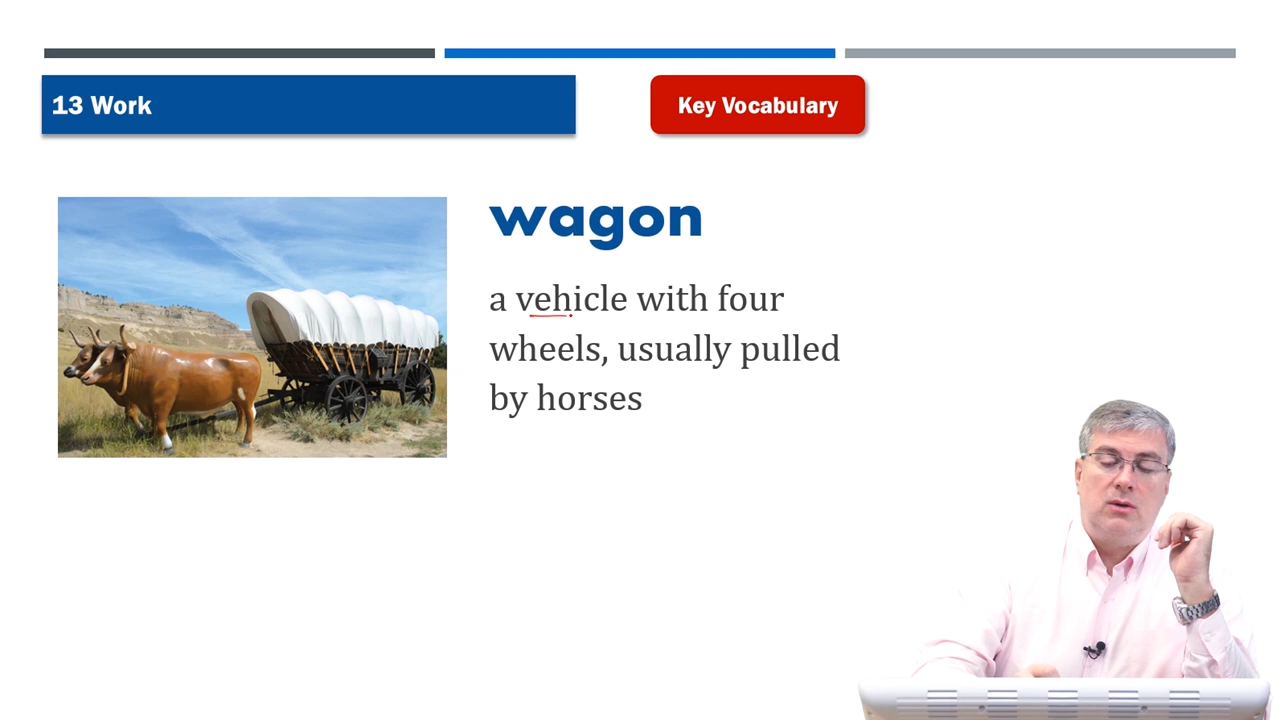 13 Work
Key Vocabulary
wagon
a vehicle with four
wheels, usually pulled
by horses